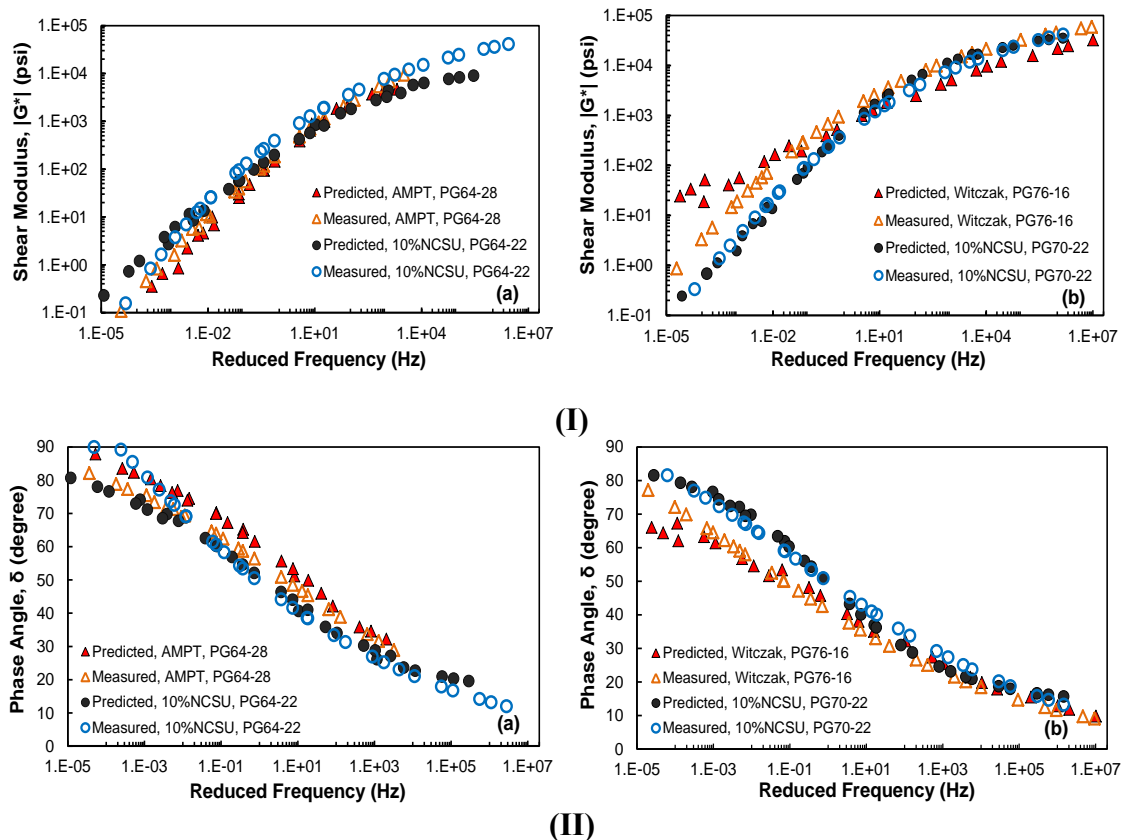 Shear Modulus, |G*| (psi)
1.E+05
1.E+04
1.E+03
1.E+02
1.E+01
1.E+00
1.E-01
Predicted, AMPT, PG64-28
Measured, AMPT, PG64-28
Predicted, 10%NCSU, PG64-22
Measured, 10%NCSU, PG64-22
(a)
1.E-05 1.E-02 1.E+01 1.E+04 1.E+07
Reduced Frequency (Hz)
Shear Modulus, |G*| (psi)
1.E+05
1.E+04
1.E+03
1.E+02
1.E+01
1.E+00
1.E-01
Predicted, Witczak, PG76-16
Measured, Witczak, PG76-16
Predicted, 10%NCSU, PG70-22
Measured, 10%NCSU, PG70-22
(b)
1.E-05 1.E-03 1.E-01 1.E+01 1.E+03 1.E+05 1.E+07
Reduced Frequency (Hz)
(I)
Phase Angle, δ (degree)
90
80
70
60
50
40
30
20
10
0
Predicted, AMPT, PG64-28
Measured, AMPT, PG64-28
Predicted, 10%NCSU, PG64-22
Measured, 10%NCSU, PG64-22
(a)
1.E-05 1.E-03 1.E-01 1.E+01 1.E+03 1.E+05 1.E+07
Reduced Frequency (Hz)
Phase Angle, δ (degree)
90
80
70
60
50
40
30
20
10
0
Predicted, Witczak, PG76-16
Measured, Witczak, PG76-16
Predicted, 10%NCSU, PG70-22
Measured, 10%NCSU, PG70-22
(b)
1.E-05 1.E-03 1.E-01 1.E+01 1.E+03 1.E+05 1.E+07
Reduced Frequency (Hz)
(II)